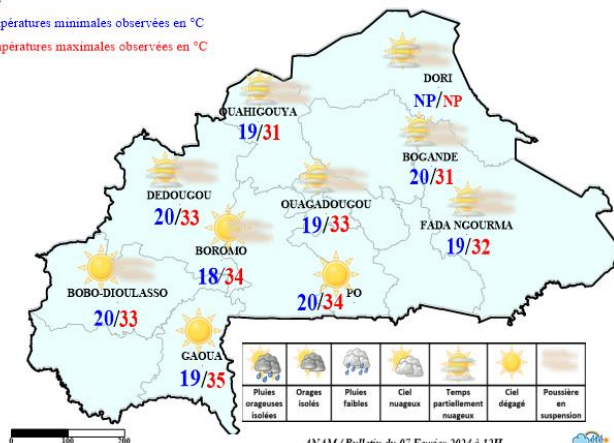 pératures minimales observées en °C
pératures maximales observées en °C
DORI
NP/NP
OUAHIGOUYA
19/31
BOGANDE
20/31
DEDOUGOU
20/33
OUAGADOUGOU
19/33
FADA NGOURMA
19/32
BOROMO
18/34
BOBO-DIOULASSO
20/33
PO
20/34
GAOUA
19/35
Pluies orageuses isolées
Orages isolés
Pluies faibles
Ciel nuageux
Temps partiellement nuageux
Ciel dégagé
Poussière en suspension
0 100 200
ANAM / Bulletin du 07 Fevrier 2024 à 12H